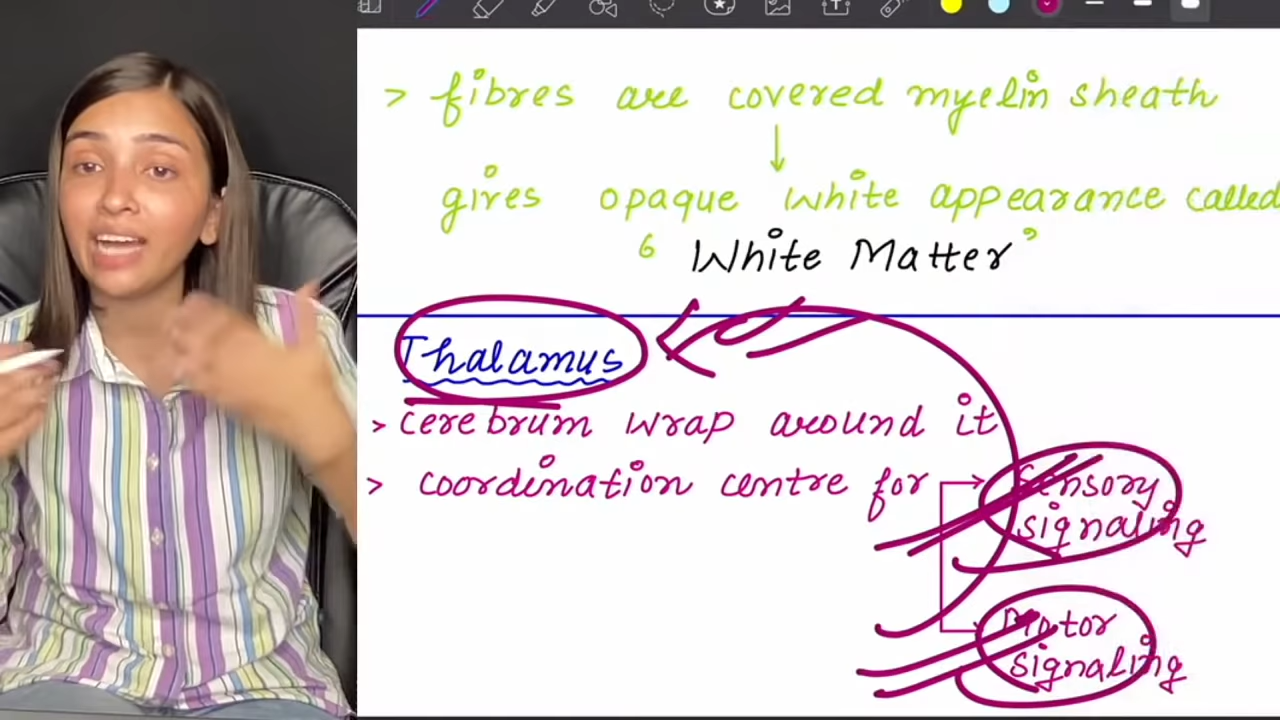 > fibres are covered myelin sheath
↓
gives opaque white appearance called
‘White Matter’
Thalamus
> cerebrum wrap around it
> coordination centre for → Sensory
signaling
→ Motor
signaling